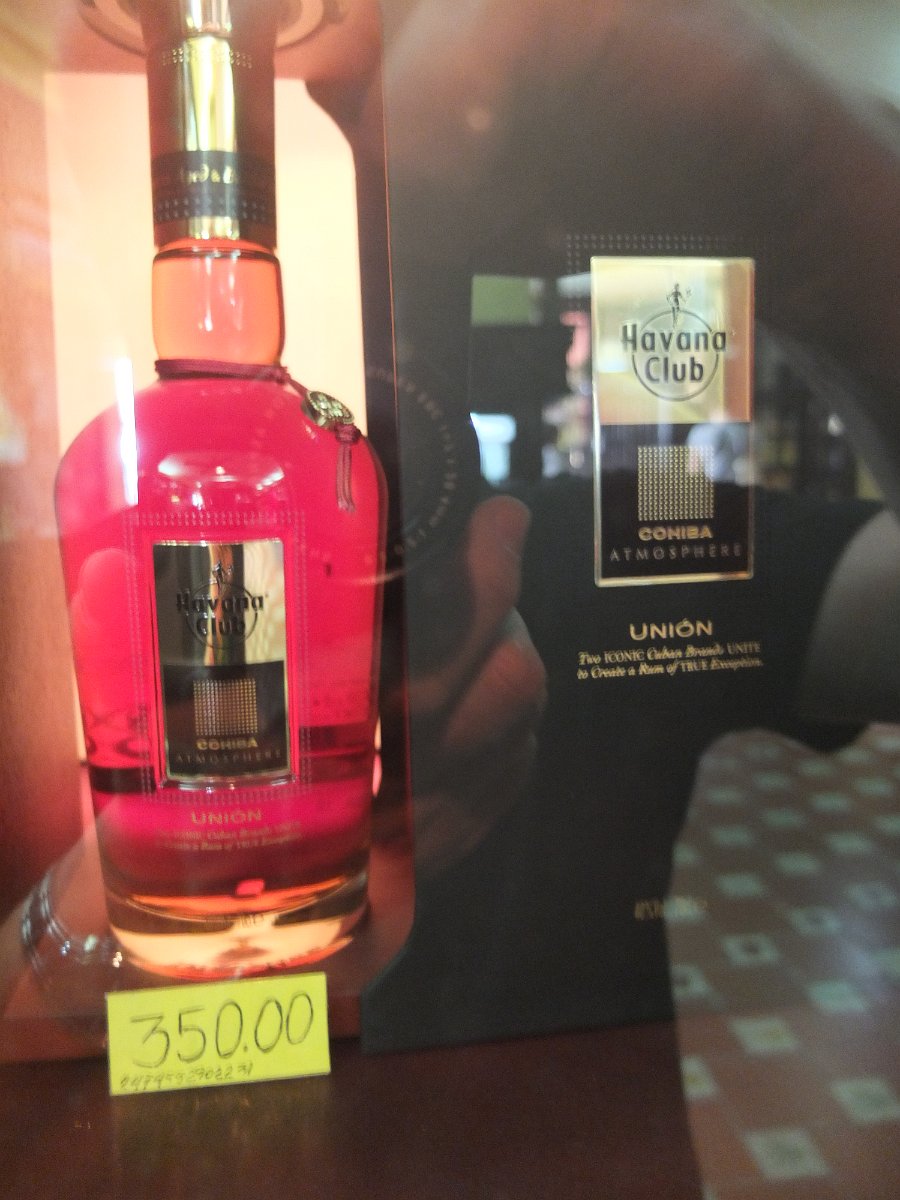 Havana
Club
COHIBA
ATMOSPHERE
UNIÓN
350.00
Havana
Club
COHIBA
ATMOSPHERE
UNIÓN
Two ICONIC Cuban Brands UNITE
to Create a Rum of TRUE Exception.